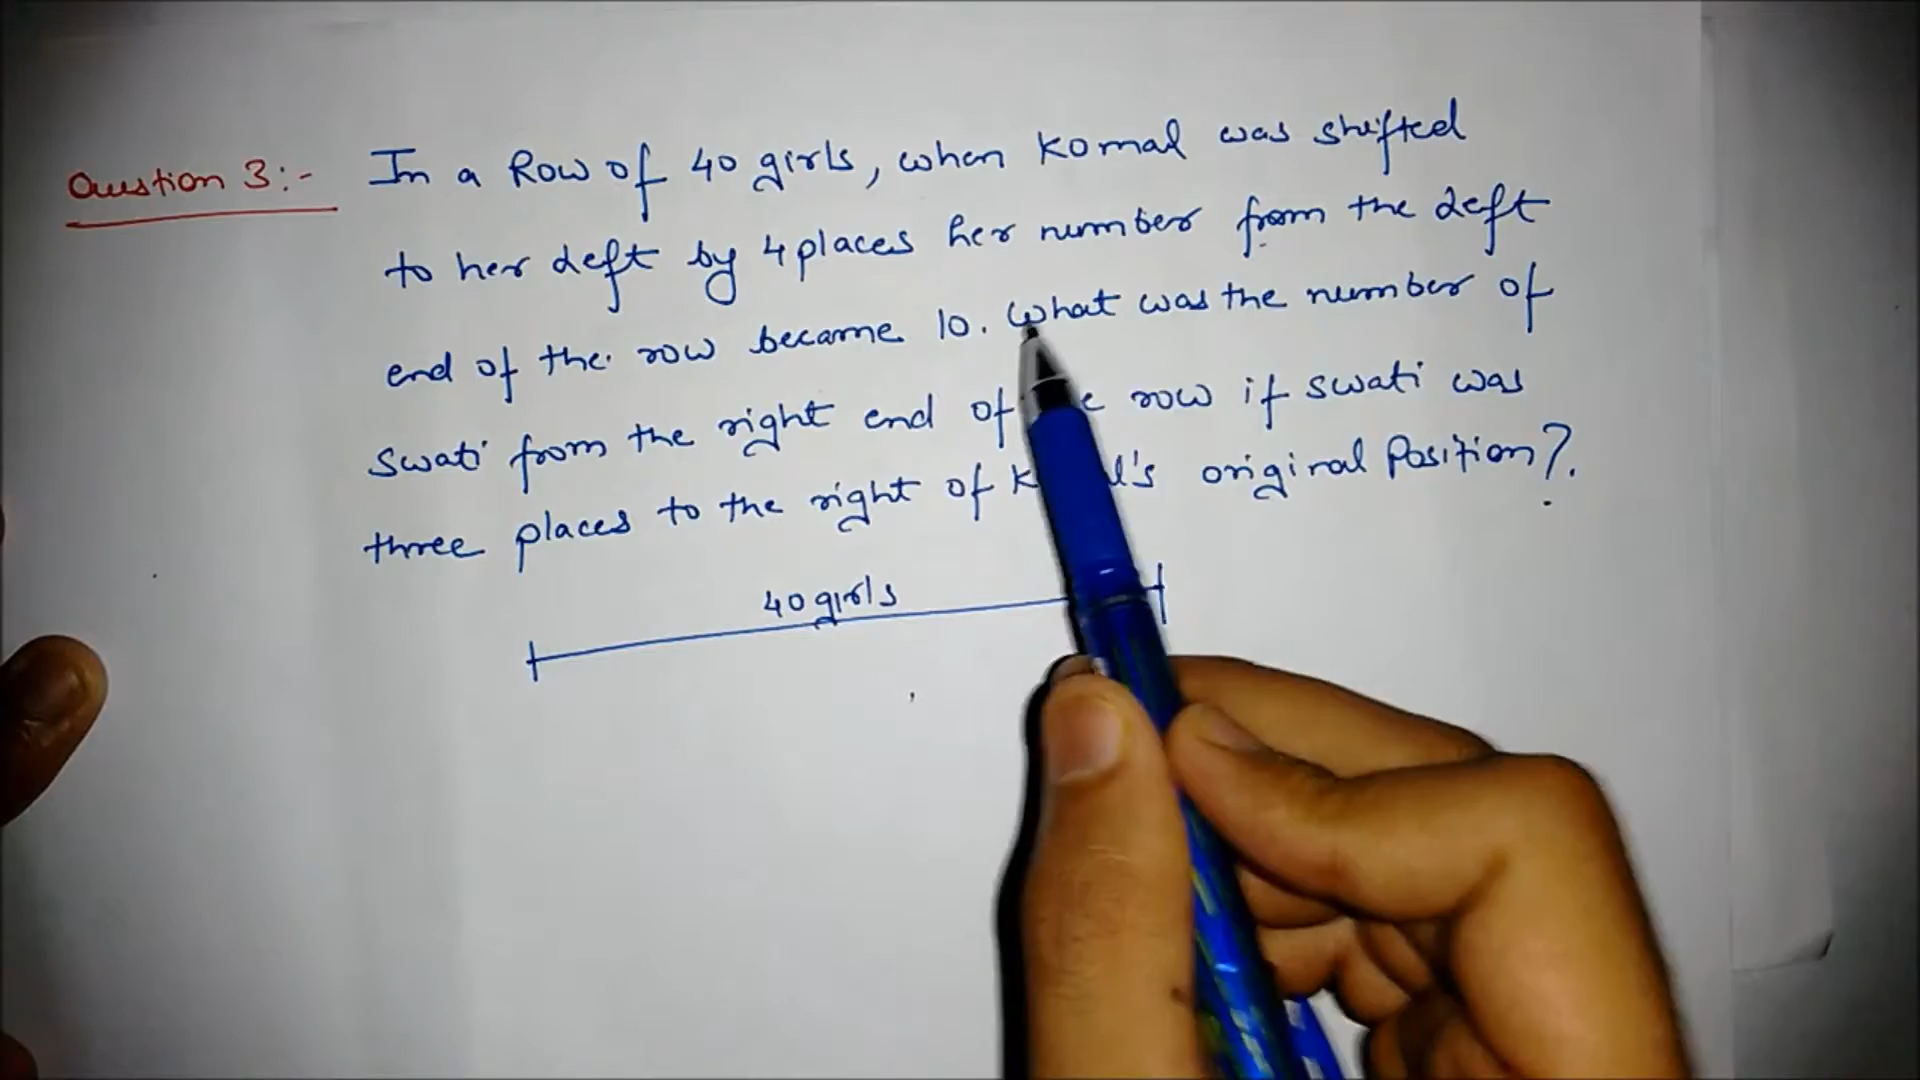 Question 3:- In a Row of 40 girls, when Komal was shifted
to her left by 4 places her number from the left
end of the row became 10. What was the number of
Swati from the right end of row if Swati was
three places to the right of original Position?.
40 girls